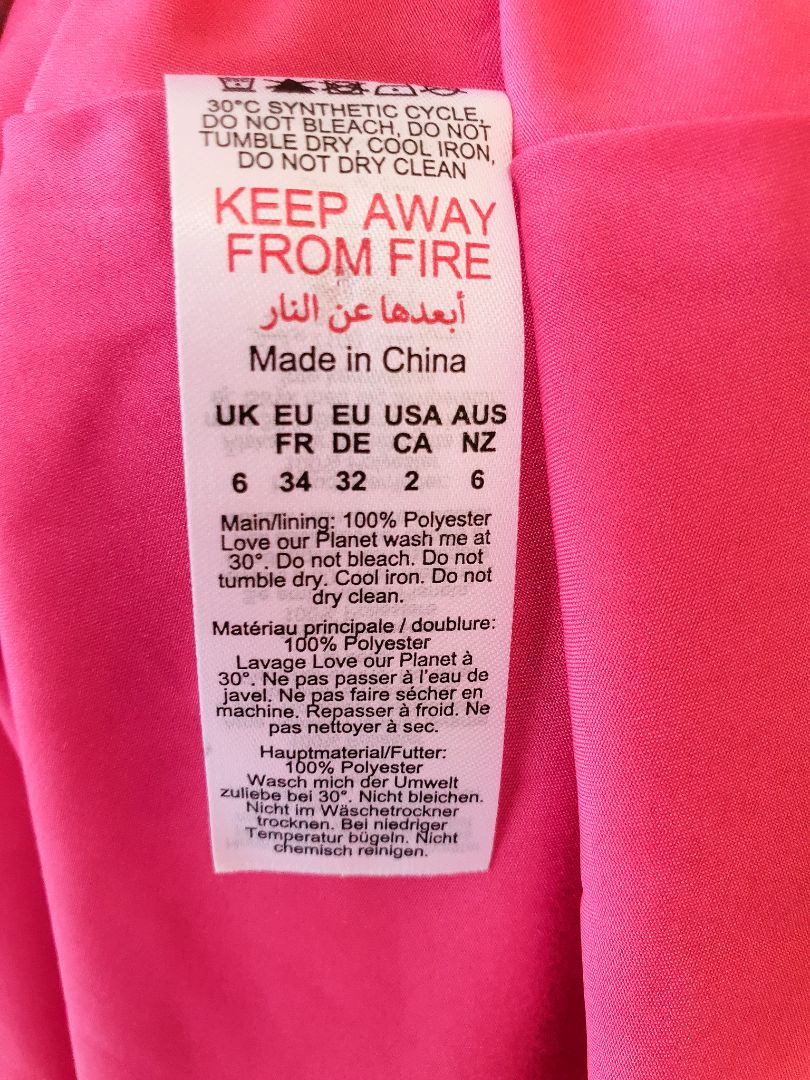 30°C SYNTHETIC CYCLE,
DO NOT BLEACH, DO NOT
TUMBLE DRY, COOL IRON,
DO NOT DRY CLEAN
KEEP AWAY
FROM FIRE
أبعدها عن النار
Made in China
UK EU EU USA AUS
FR DE CA NZ
6 34 32 2 6
Main/lining: 100% Polyester
Love our Planet wash me at
30°. Do not bleach. Do not
tumble dry. Cool iron. Do not
dry clean.
Matériau principale / doublure:
100% Polyester
Lavage Love our Planet à
30°. Ne pas passer à l'eau de
javel. Ne pas faire sécher en
machine. Repasser à froid. Ne
pas nettoyer à sec.
Hauptmaterial/Futter:
100% Polyester
Wasch mich der Umwelt
zuliebe bei 30°. Nicht bleichen.
Nicht im Wäschetrockner
trocknen. Bei niedriger
Temperatur bügeln. Nicht
chemisch reinigen.